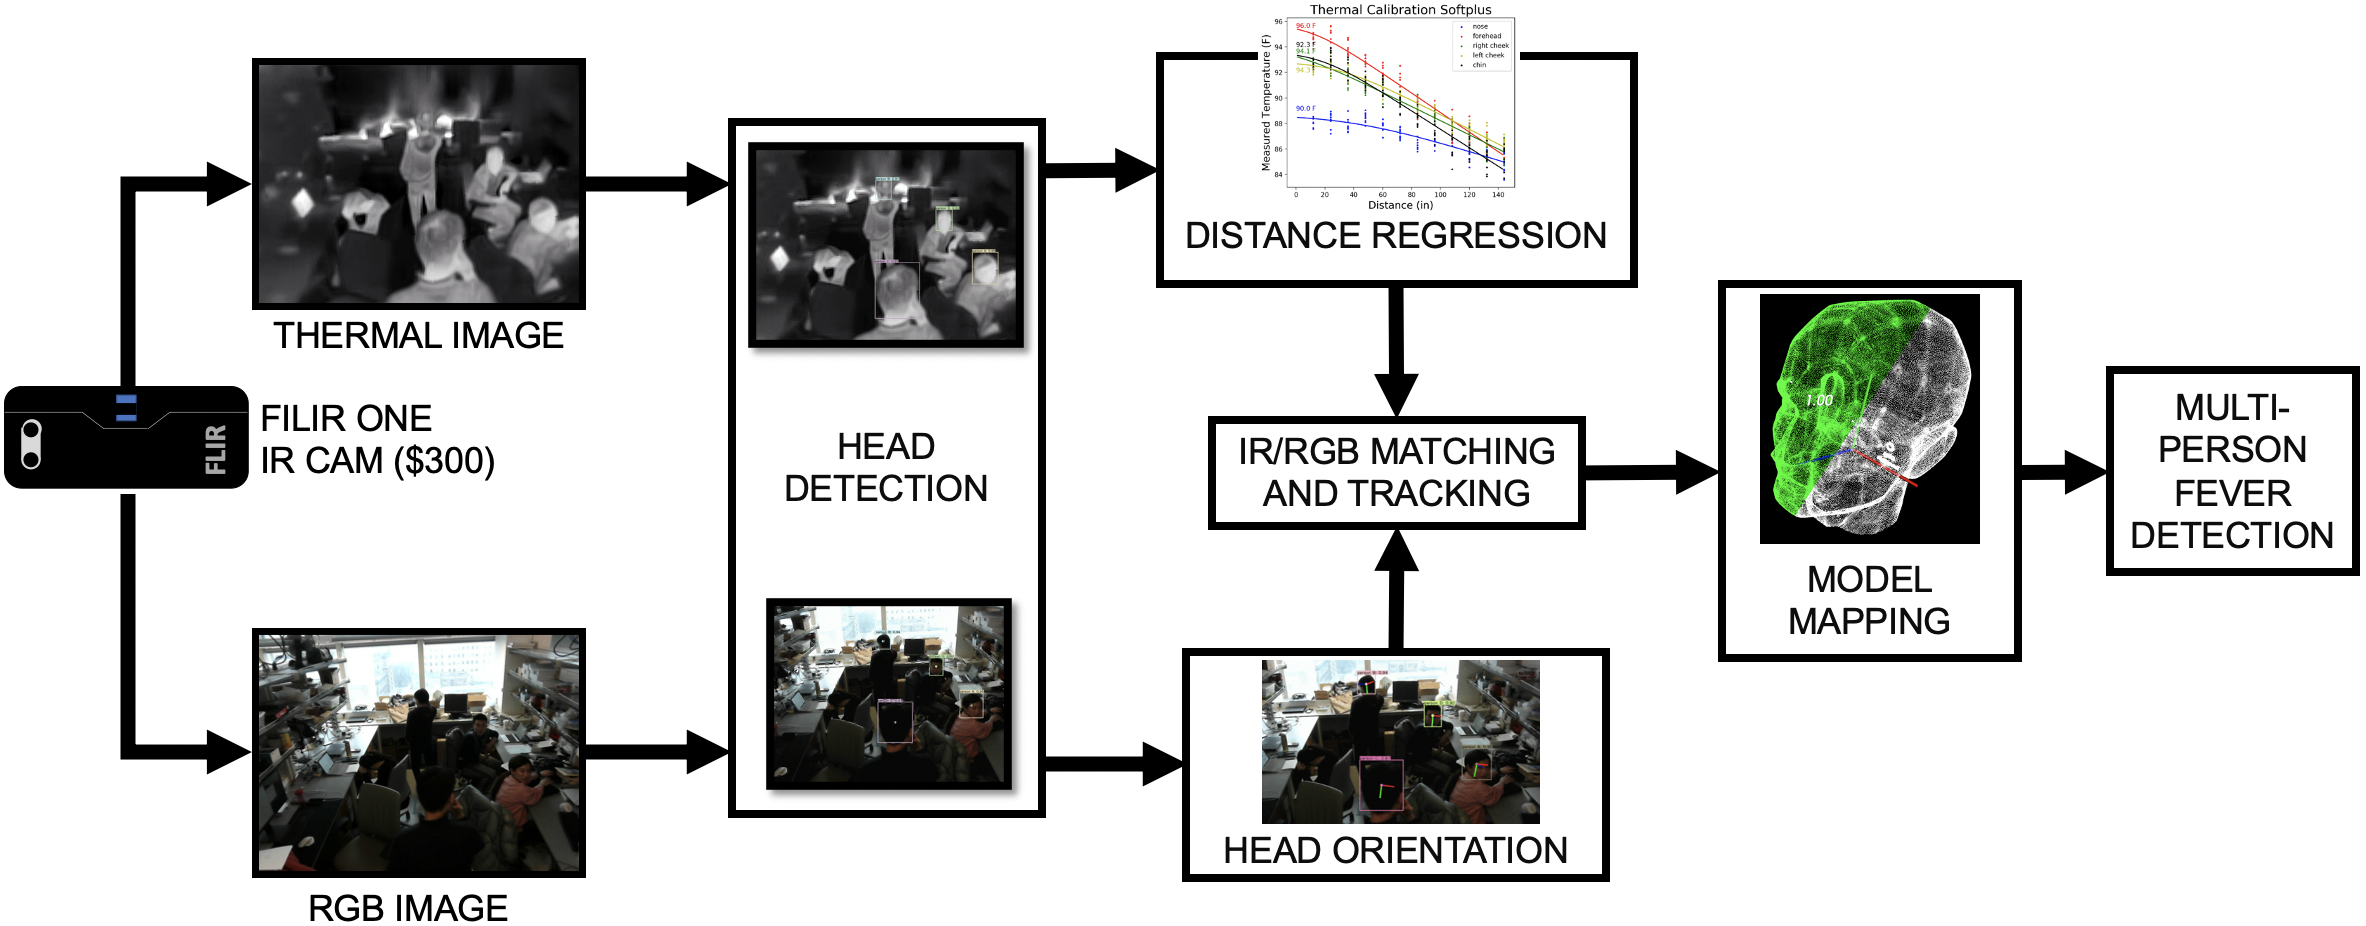 THERMAL IMAGE
FLIR
FILIR ONE
IR CAM ($300)
RGB IMAGE
HEAD
DETECTION
Thermal Calibration Softplus
Measured Temperature (F)
96
94
92
90
88
86
84
96.0 F
92.3 F
94.1 F
94.3
90.0 F
nose
forehead
right cheek
left cheek
chin
0 20 40 60 80 100 120 140
Distance (in)
DISTANCE REGRESSION
IR/RGB MATCHING
AND TRACKING
HEAD ORIENTATION
1.00
MODEL
MAPPING
MULTI-
PERSON
FEVER
DETECTION